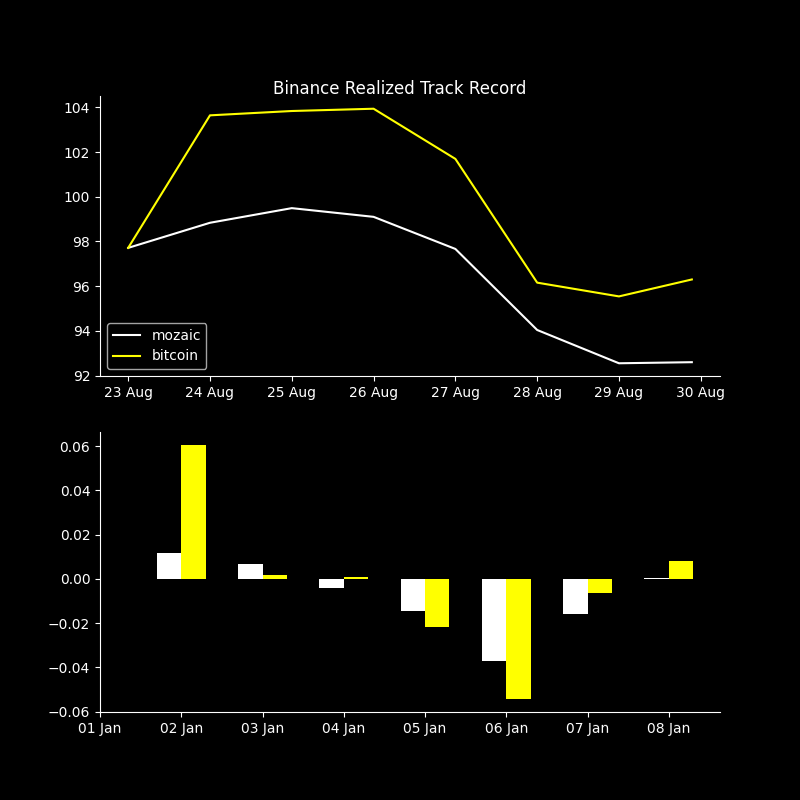 Binance Realized Track Record
104
102
100
98
96
94
92
mozaic
bitcoin
23 Aug 24 Aug 25 Aug 26 Aug 27 Aug 28 Aug 29 Aug 30 Aug
0.06
0.04
0.02
0.00
−0.02
−0.04
−0.06
01 Jan 02 Jan 03 Jan 04 Jan 05 Jan 06 Jan 07 Jan 08 Jan